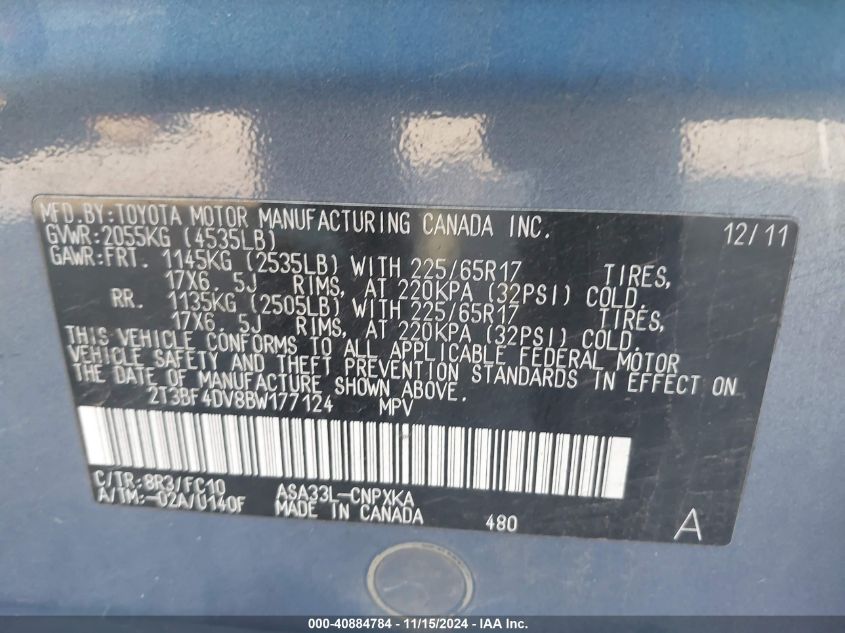 MFD.BY:TOYOTA MOTOR MANUFACTURING CANADA INC. 12/11
GVWR:2055KG (4535LB)
GAWR:FRT. 1145KG (2535LB) WITH 225/65R17 TIRES,
17X6. 5J RIMS, AT 220KPA (32PSI) COLD.
RR. 1135KG (2505LB) WITH 225/65R17 TIRES,
17X6. 5J RIMS, AT 220KPA (32PSI) COLD.
THIS VEHICLE CONFORMS TO ALL APPLICABLE FEDERAL MOTOR
VEHICLE SAFETY AND THEFT PREVENTION STANDARDS IN EFFECT ON
THE DATE OF MANUFACTURE SHOWN ABOVE.
2T3BF4DV8BW177124 MPV
C/TR:8R3/FC10 ASA33L-CNPXKA
A/TM:-02A/U140F MADE IN CANADA 480 A
000-40884784 - 11/15/2024 - IAA Inc.